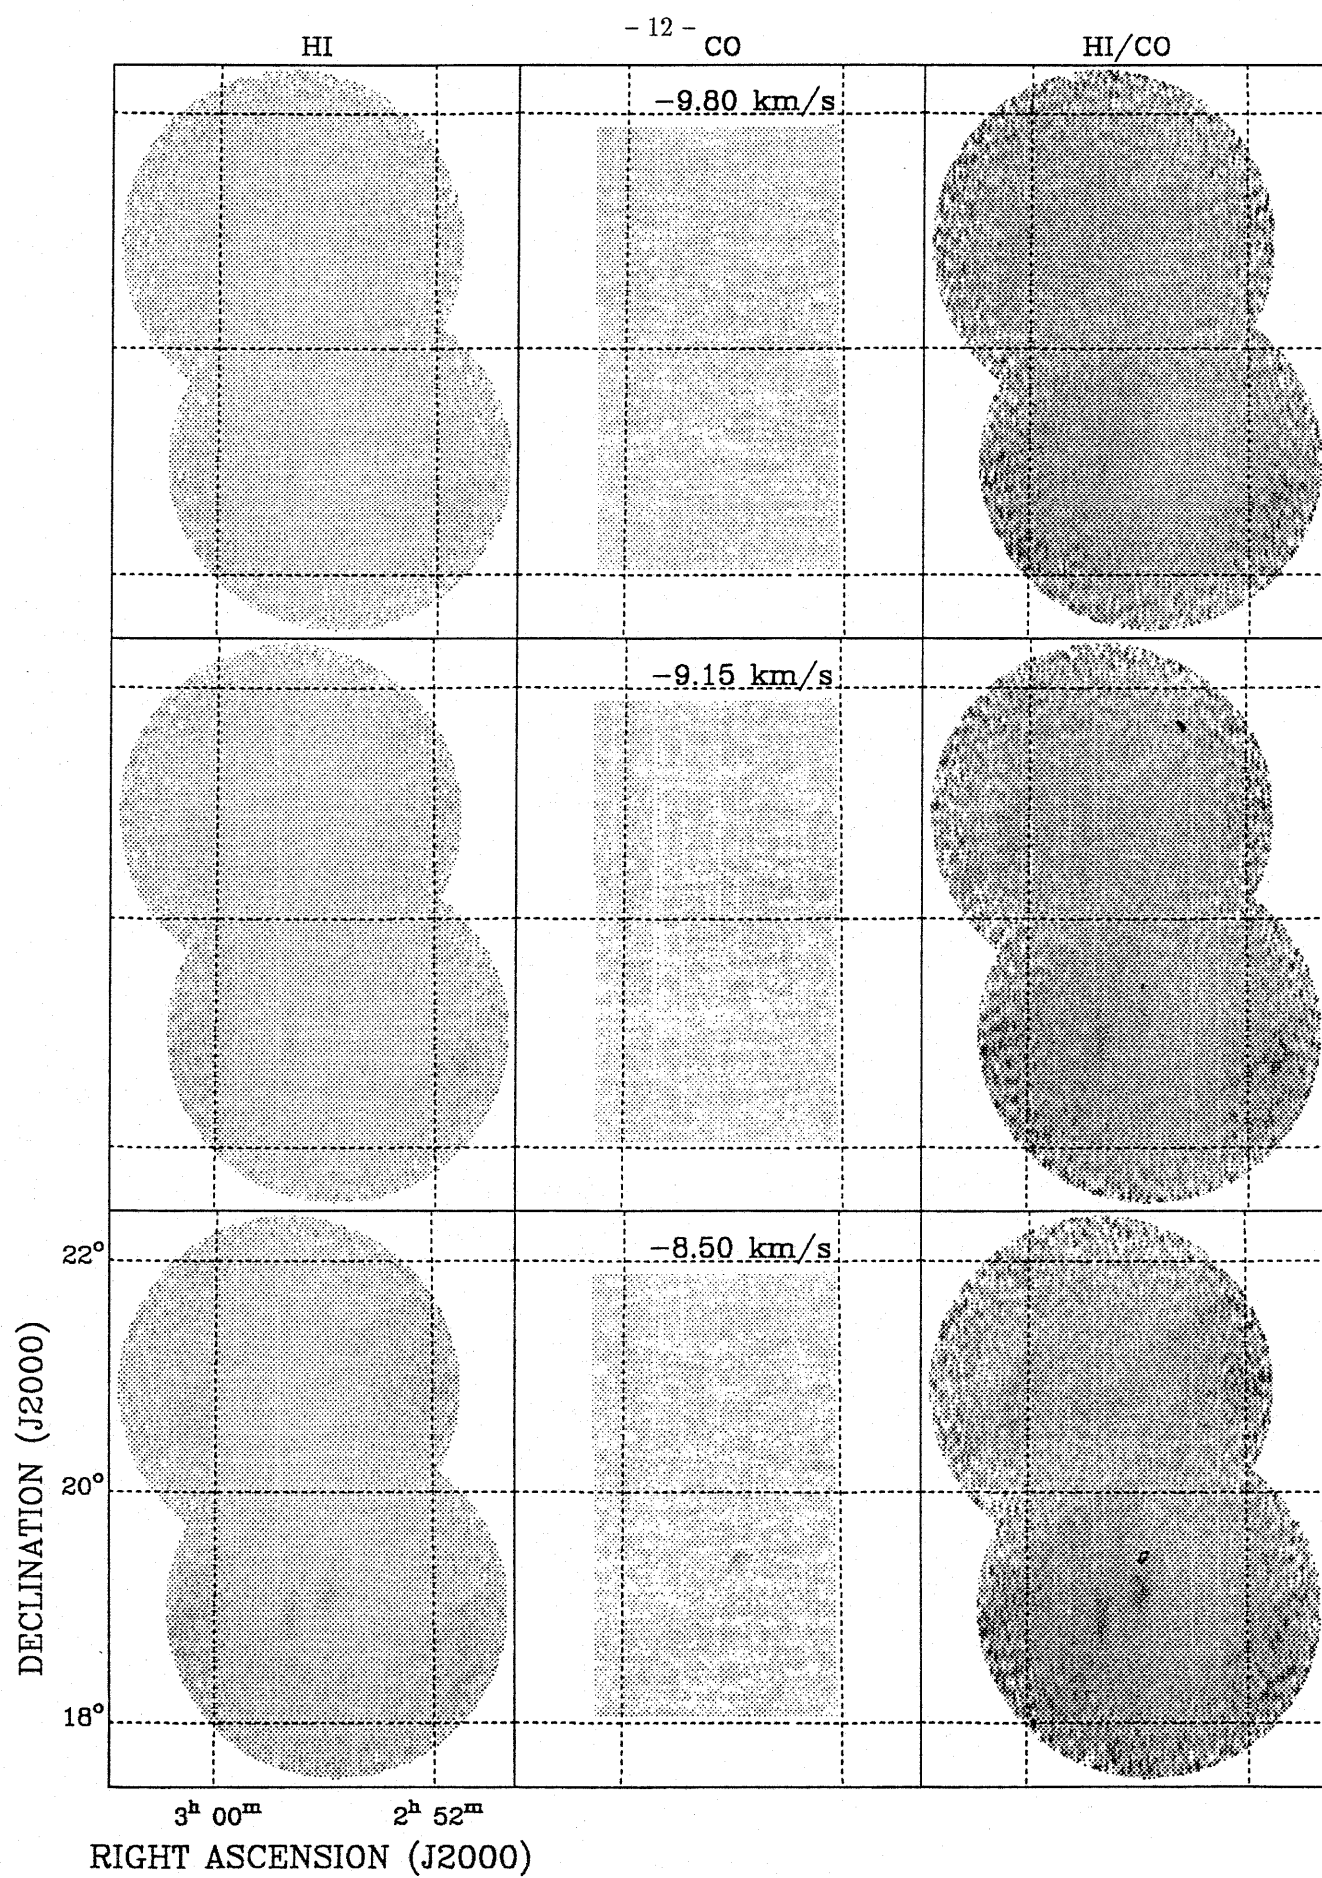 – 12 –
HI CO HI/CO
−9.80 km/s
−9.15 km/s
−8.50 km/s
22°
20°
18°
DECLINATION (J2000)
3ʰ 00ᵐ 2ʰ 52ᵐ
RIGHT ASCENSION (J2000)